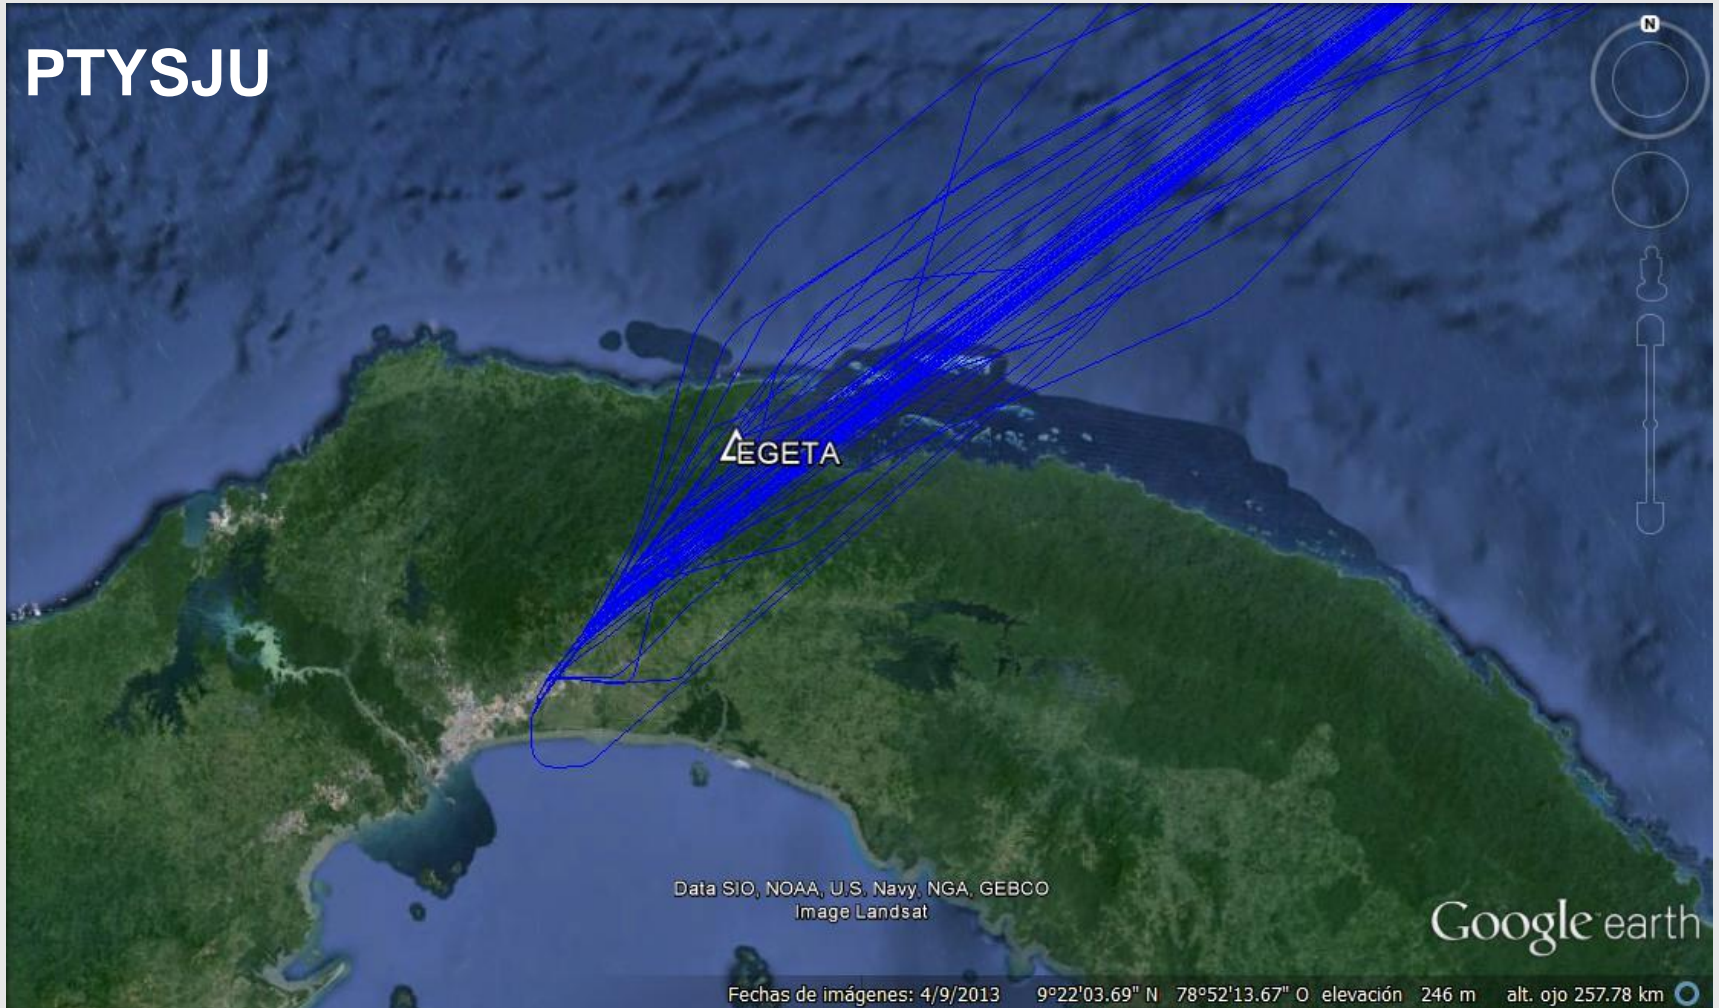 PTYSJU
N
EGETA
Data SIO, NOAA, U.S. Navy, NGA, GEBCO
Image Landsat
Google earth
Fechas de imágenes: 4/9/2013 9°22'03.69" N 78°52'13.67" O elevación 246 m alt. ojo 257.78 km